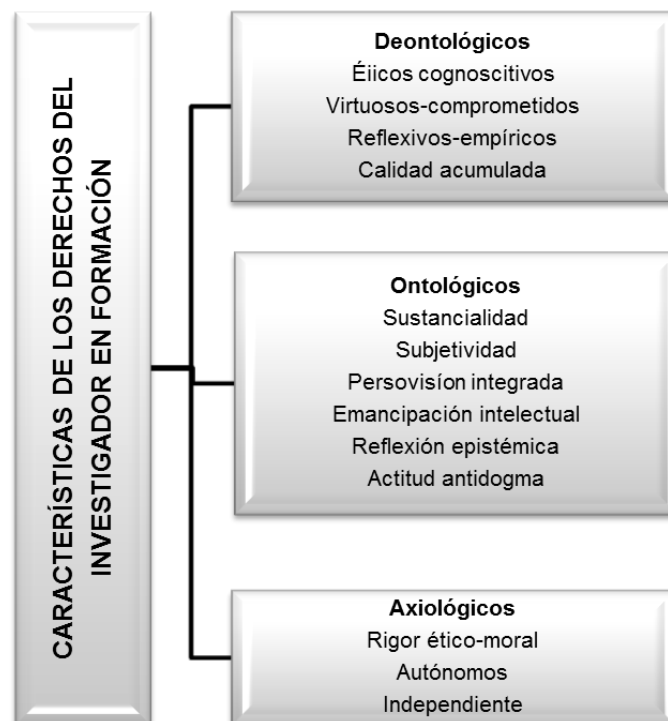 CARACTERÍSTICAS DE LOS DERECHOS DEL
INVESTIGADOR EN FORMACIÓN
Deontológicos
Éiicos cognoscitivos
Virtuosos-comprometidos
Reflexivos-empíricos
Calidad acumulada
Ontológicos
Sustancialidad
Subjetividad
Persovisíon integrada
Emancipación intelectual
Reflexión epistémica
Actitud antidogma
Axiológicos
Rigor ético-moral
Autónomos
Independiente